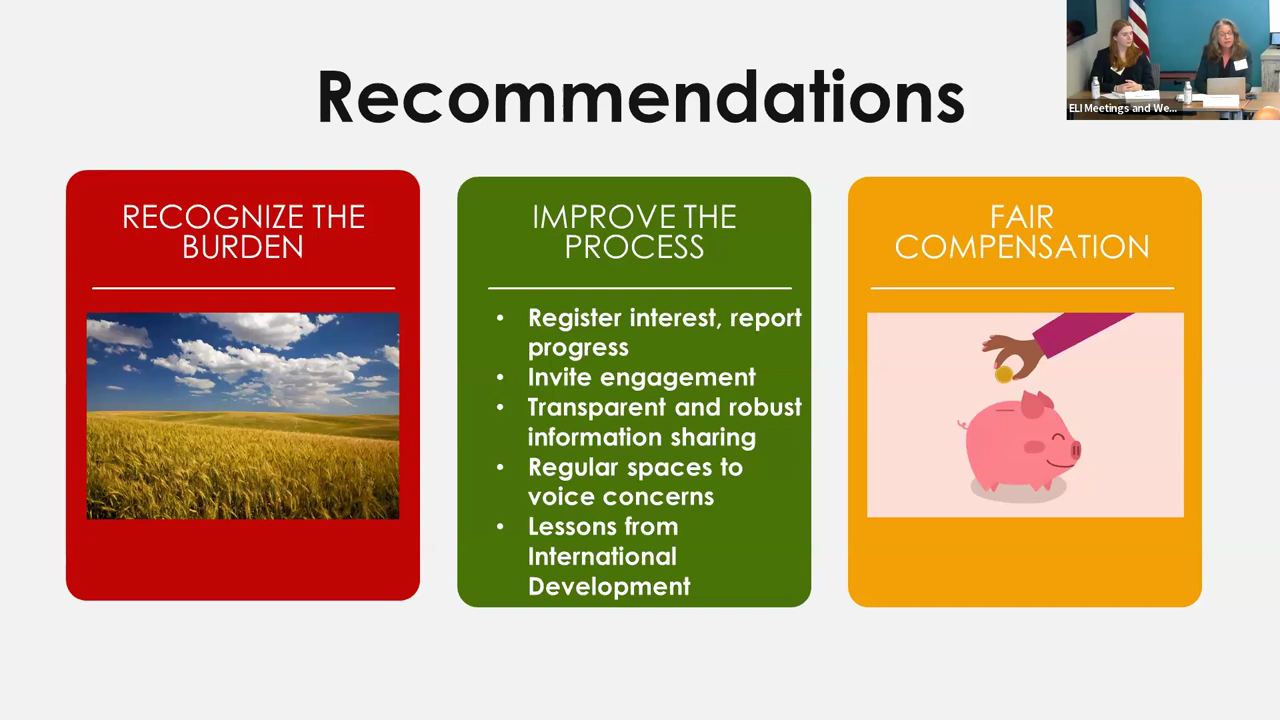 Recommendations
ELI Meetings and We...
RECOGNIZE THE
BURDEN
IMPROVE THE
PROCESS
• Register interest, report
progress
• Invite engagement
• Transparent and robust
information sharing
• Regular spaces to
voice concerns
• Lessons from
International
Development
FAIR
COMPENSATION